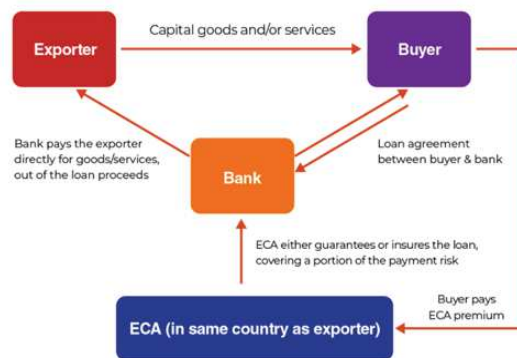 Capital goods and/or services
Exporter
Buyer
Bank pays the exporter
directly for goods/services,
out of the loan proceeds
Loan agreement
between buyer & bank
Bank
ECA either guarantees or insures the loan,
covering a portion of the payment risk
Buyer pays
ECA premium
ECA (in same country as exporter)